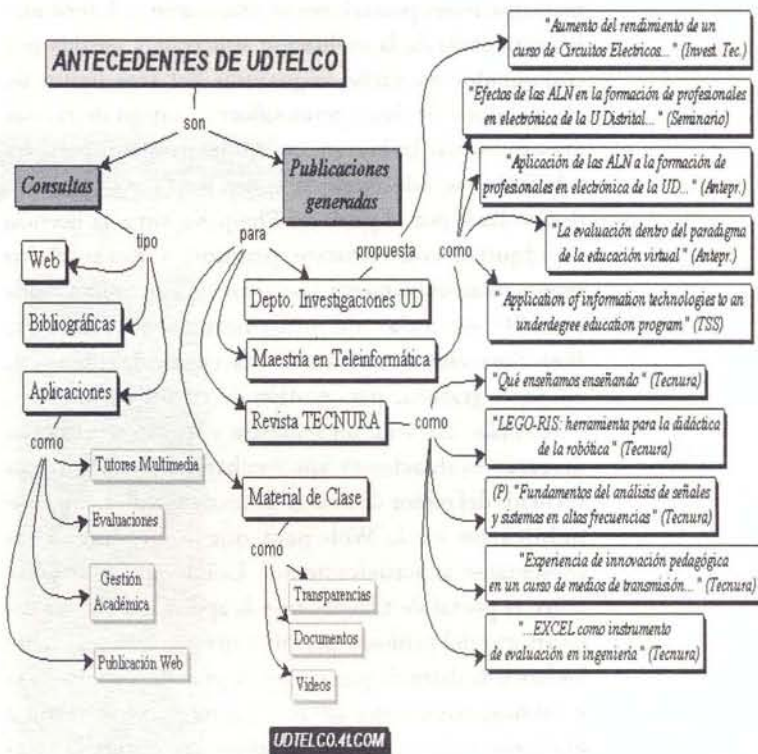 ANTECEDENTES DE UDTELCO
son
Consultas
tipo
Web
Bibliográficas
Aplicaciones
como
Tutores Multimedia
Evaluaciones
Gestión
Académica
Publicación Web
Publicaciones
generadas
para
Depto. Investigaciones UD
Maestría en Teleinformática
Revista TECNURA
Material de Clase
como
Transparencias
Documentos
Videos
propuesta
"Aumento del rendimiento de un
curso de Circuitos Electricos..." (Invest. Tec.)
como
"Efectos de las ALN en la formación de profesionales
en electrónica de la U Distrital..." (Seminario)
"Aplicación de las ALN a la formación de
profesionales en electrónica de la UD..." (Antepr.)
"La evaluación dentro del paradigma
de la educación virtual" (Antepr.)
"Application of information technologies to an
underdegree education program" (TSS)
como
"Qué enseñamos enseñando" (Tecnura)
"LEGO-RIS: herramienta para la didáctica
de la robótica" (Tecnura)
(P) "Fundamentos del análisis de señales
y sistemas en altas frecuencias" (Tecnura)
"Experiencia de innovación pedagógica
en un curso de medios de transmisión..." (Tecnura)
"...EXCEL como instrumento
de evaluación en ingeniería" (Tecnura)
UDTELCO.4t.COM